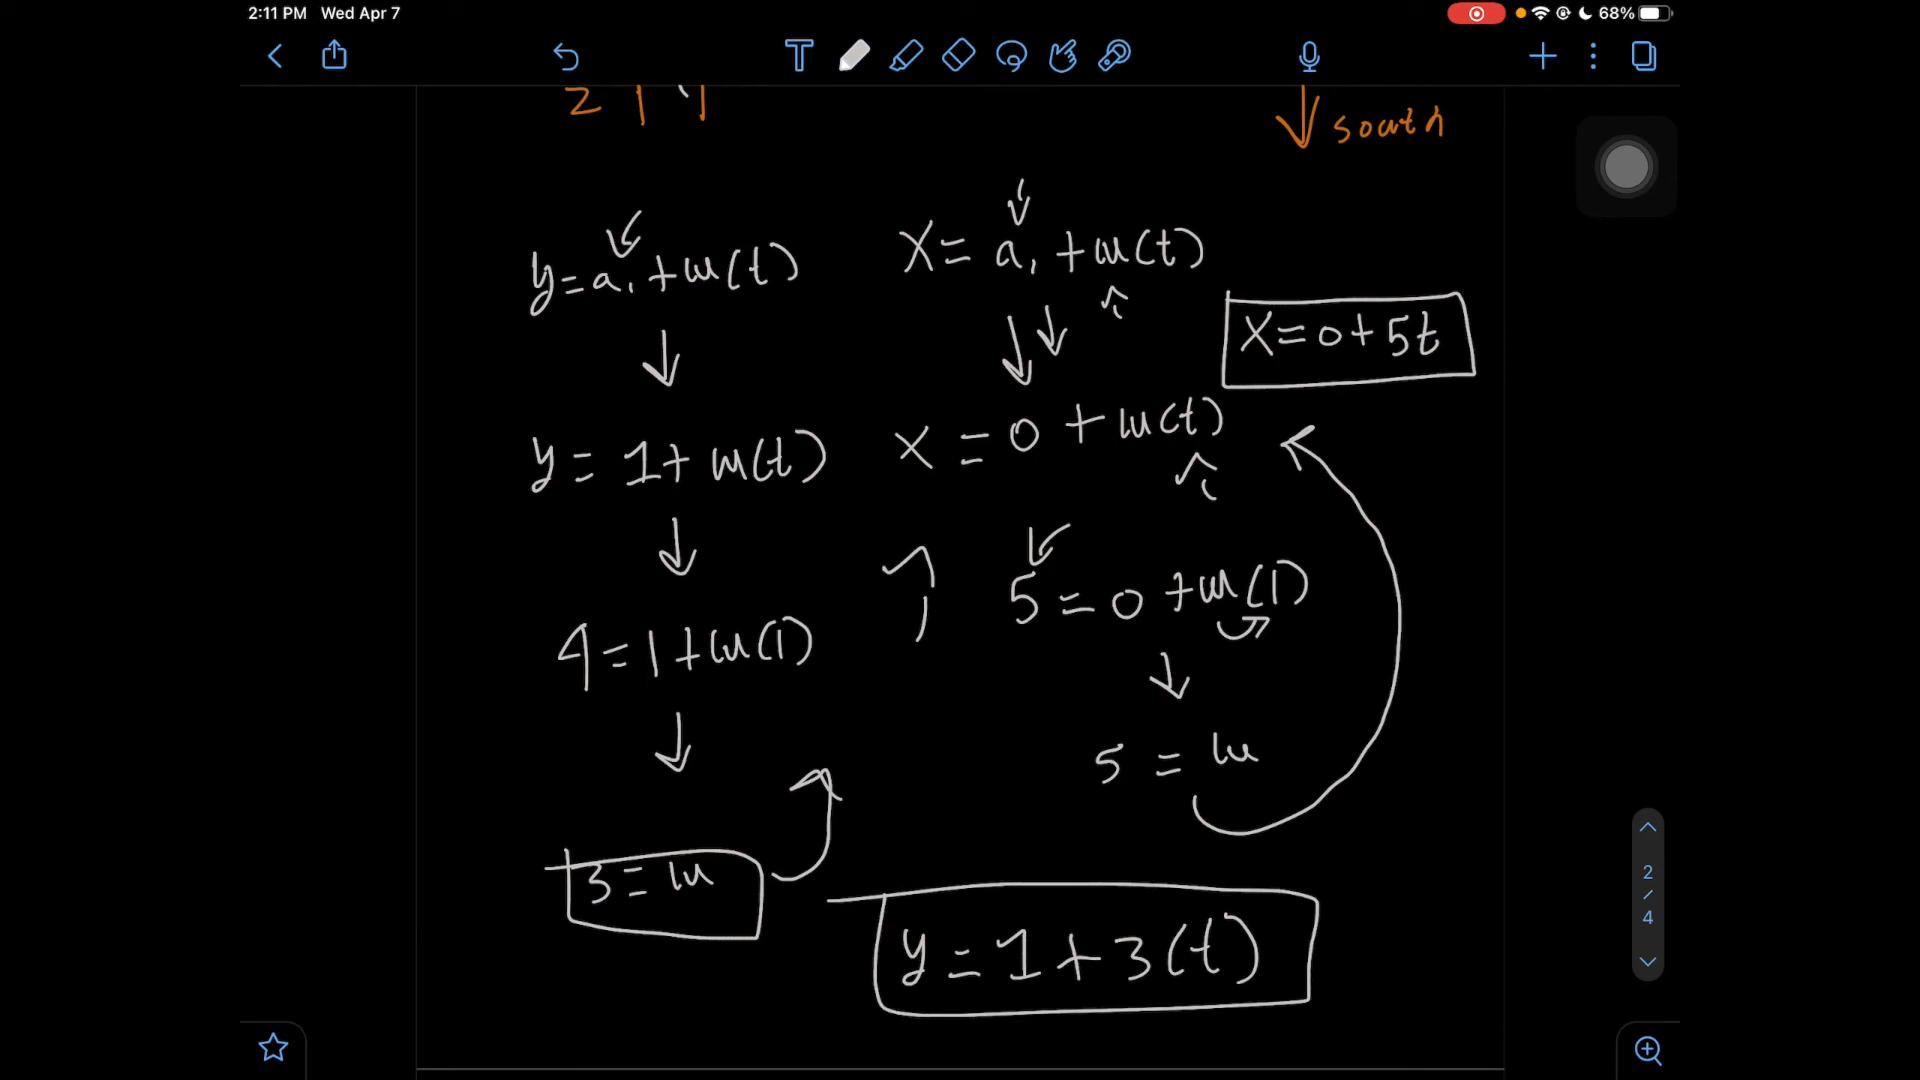 2:11 PM Wed Apr 7
68%
south
y=a₁+m(t)
x=a₁+m(t)
x=0+5t
y=1+m(t)
x=0+m(t)
4=1+m(1)
5=0+m(1)
5=m
3=m
y=1+3(t)
2
/
4